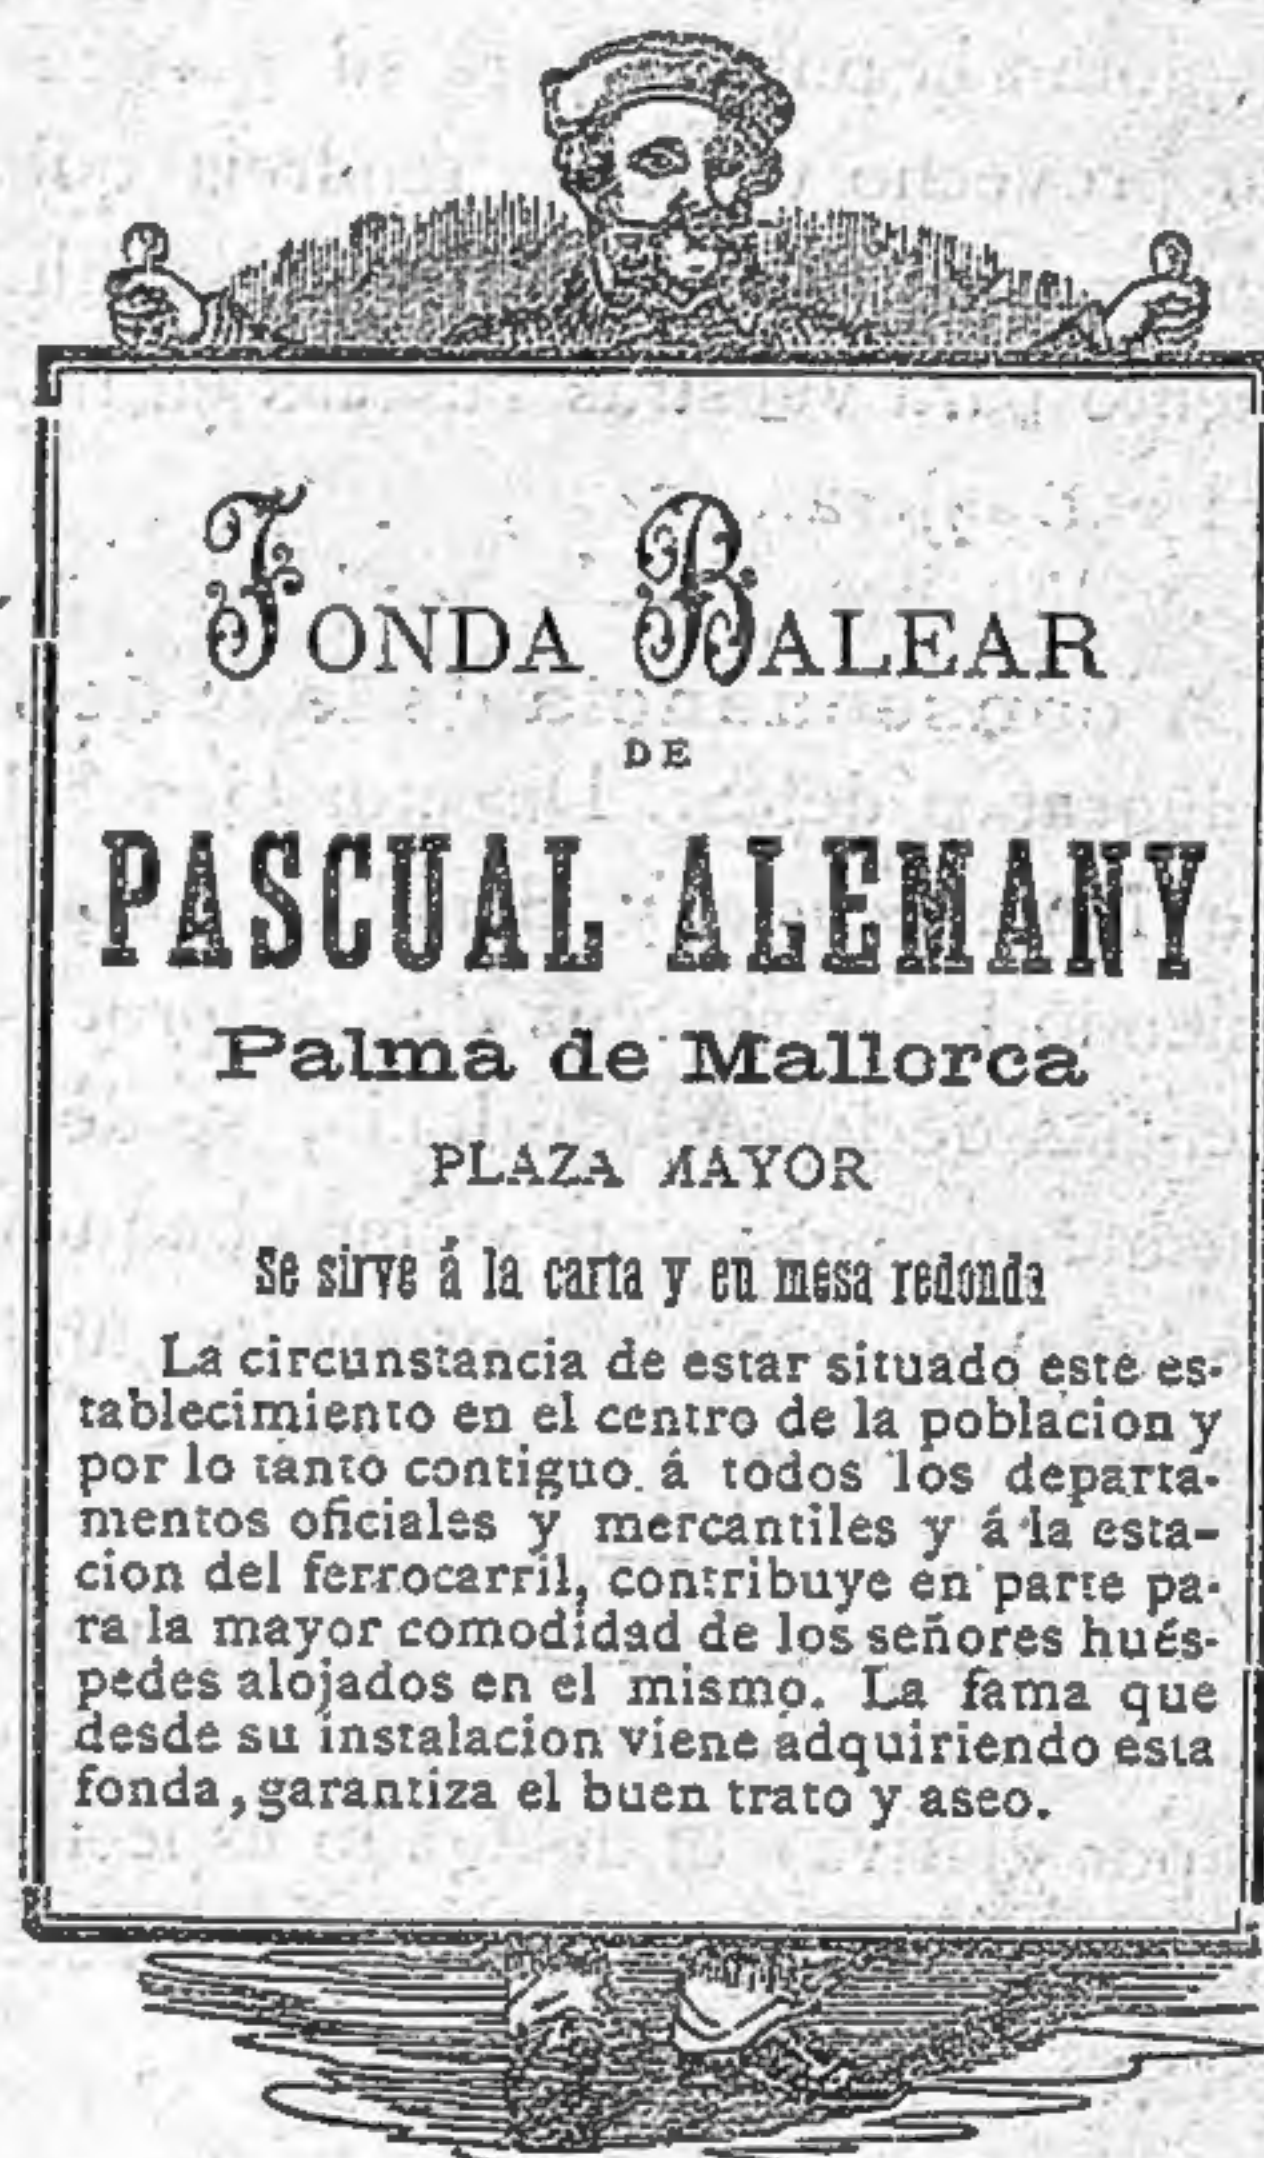 FONDA BALEAR
DE
PASCUAL ALEMANY
Palma de Mallorca
PLAZA MAYOR
Se sirve á la carta y en mesa redonda
La circunstancia de estar situado este es-
tablecimiento en el centro de la poblacion y
por lo tanto contiguo á todos los departa-
mentos oficiales y mercantiles y á la esta-
cion del ferrocarril, contribuye en parte pa-
ra la mayor comodidad de los señores hués-
pedes alojados en el mismo. La fama que
desde su instalacion viene adquiriendo esta
fonda, garantiza el buen trato y aseo.